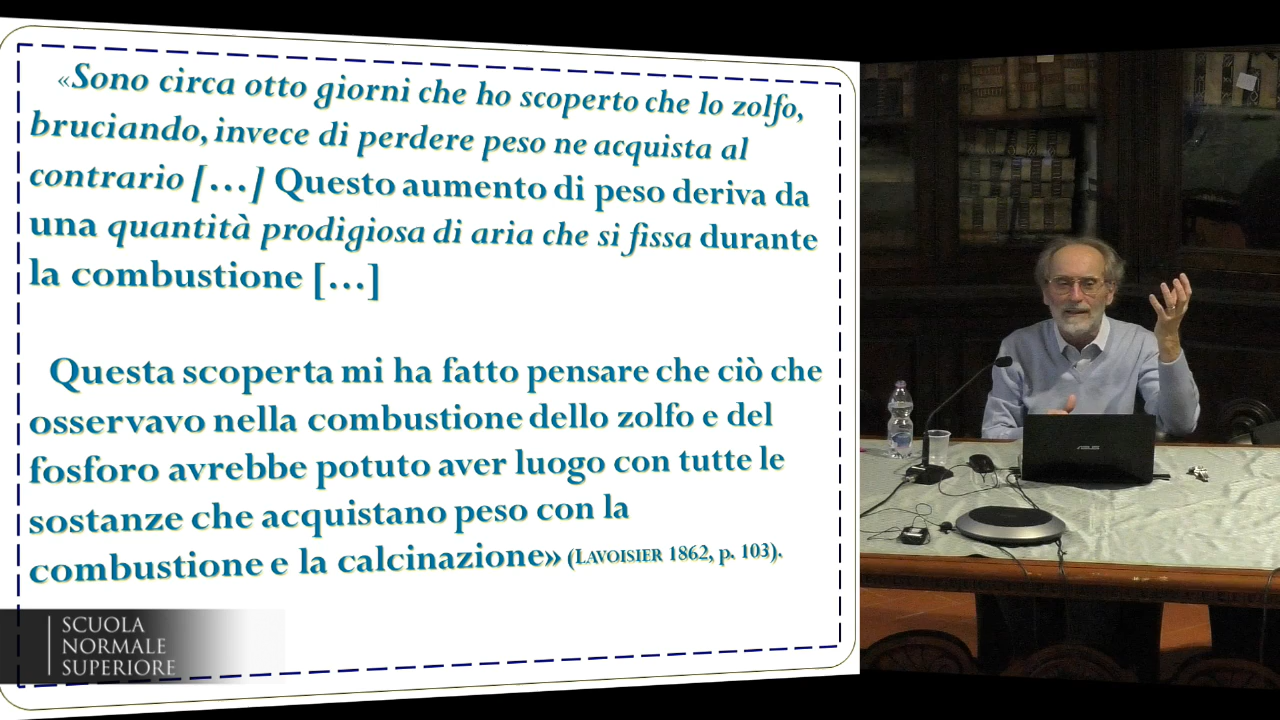 «Sono circa otto giorni che ho scoperto che lo zolfo,
bruciando, invece di perdere peso ne acquista al
contrario [...] Questo aumento di peso deriva da
una quantità prodigiosa di aria che si fissa durante
la combustione [...]
Questa scoperta mi ha fatto pensare che ciò che
osservavo nella combustione dello zolfo e del
fosforo avrebbe potuto aver luogo con tutte le
sostanze che acquistano peso con la
combustione e la calcinazione» (LAVOISIER 1862, p. 103).
SCUOLA
NORMALE
SUPERIORE
ASUS